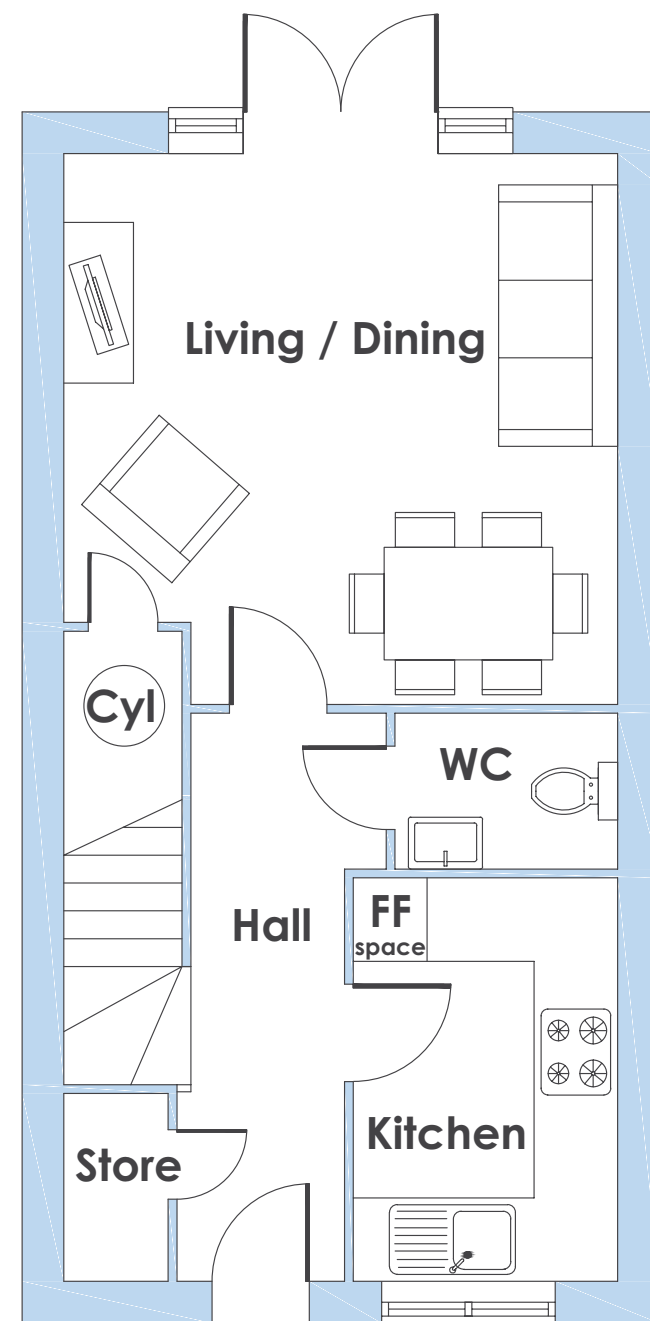 Living / Dining
Cyl
WC
FF
space
Hall
Kitchen
Store